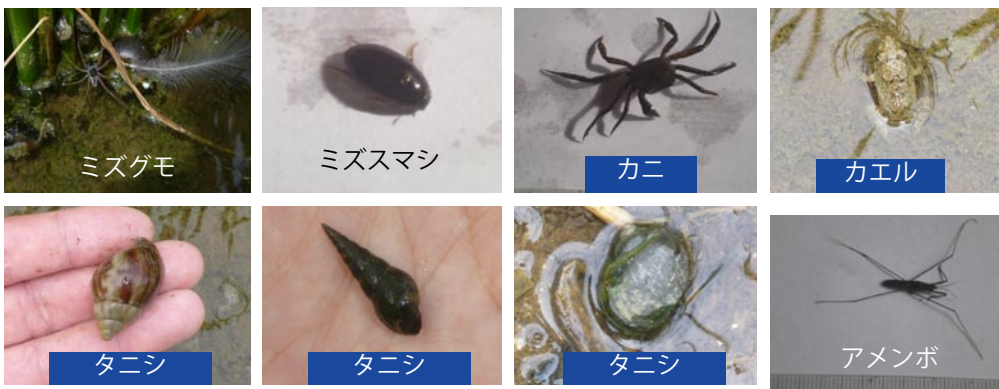 ミズグモ
ミズスマシ
カニ
カエル
タニシ
タニシ
タニシ
アメンボ